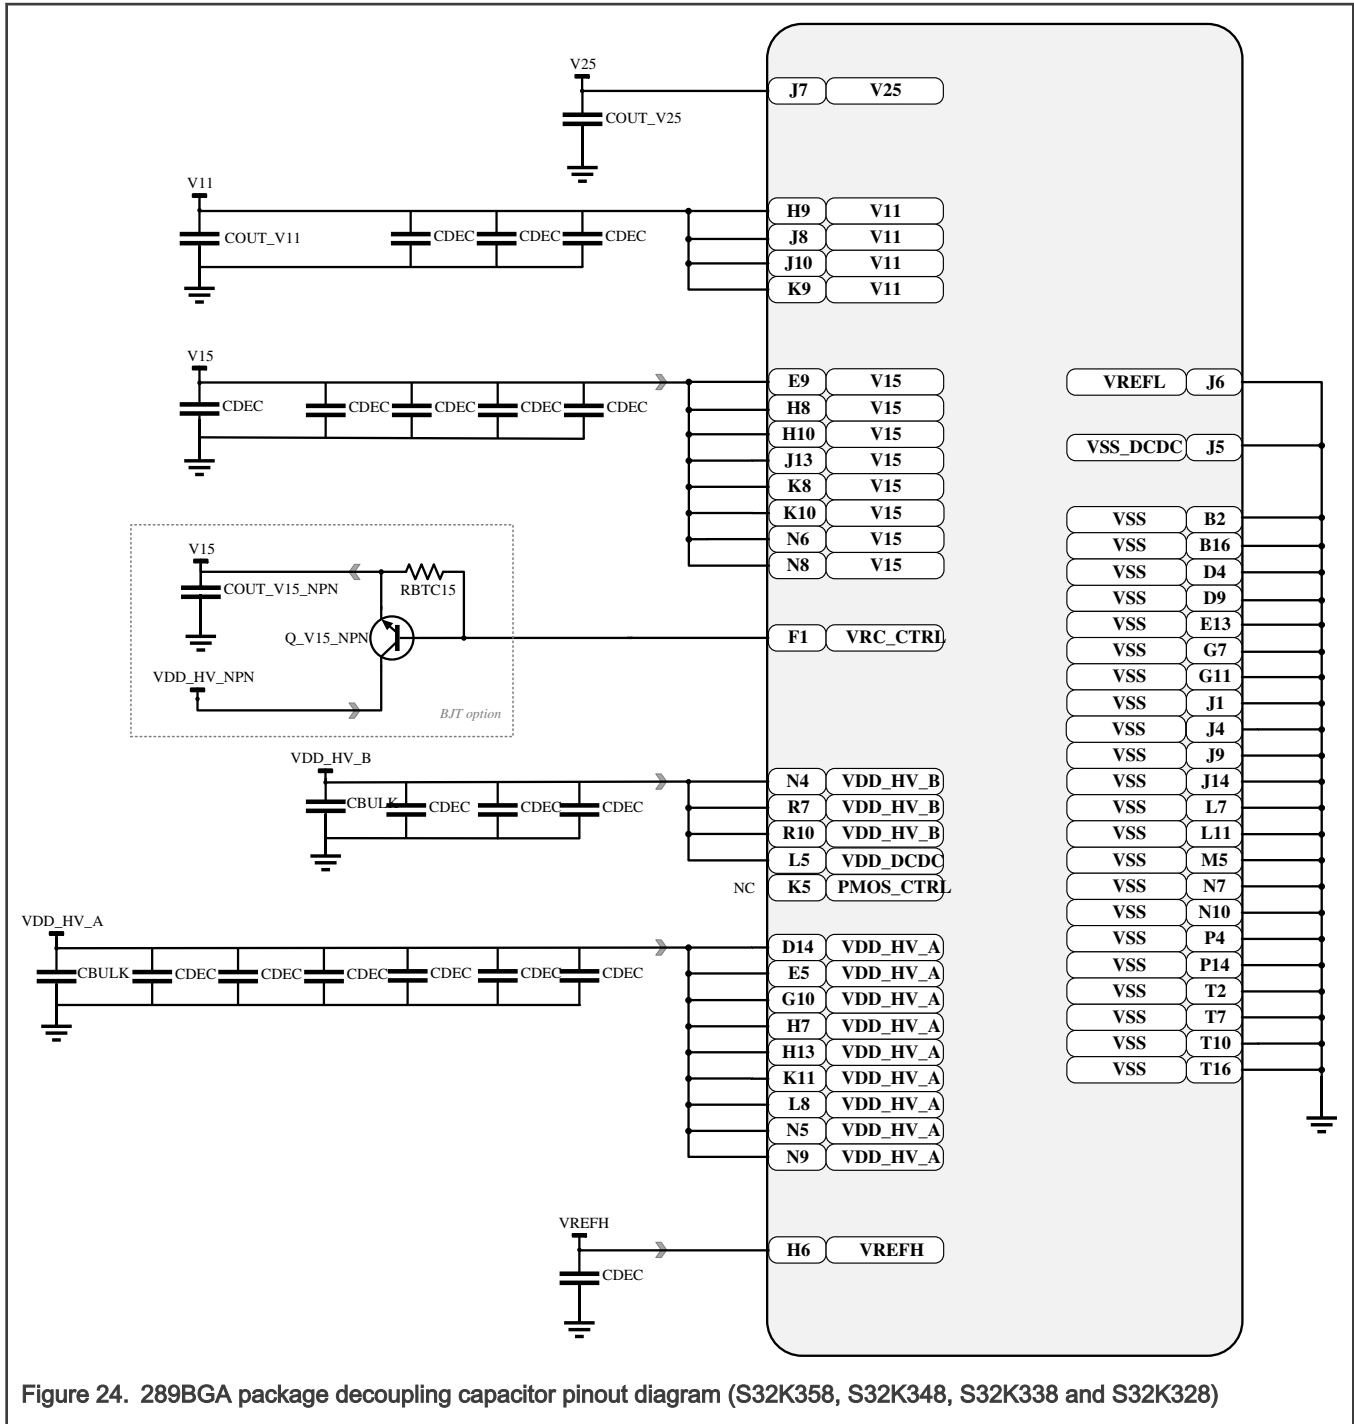 V25
J7 V25
COUT_V25
V11
H9 V11
COUT_V11 CDEC CDEC CDEC J8 V11
J10 V11
K9 V11
V15
E9 V15 VREFL J6
CDEC CDEC CDEC CDEC CDEC H8 V15
H10 V15
VSS_DCDC J5
J13 V15
K8 V15
K10 V15 VSS B2
N6 V15 VSS B16
V15
N8 V15 VSS D4
COUT_V15_NPN RBTC15 VSS D9
VSS E13
Q_V15_NPN F1 VRC_CTRL VSS G7
VDD_HV_NPN VSS G11
VSS J1
BJT option VSS J4
VDD_HV_B VSS J9
N4 VDD_HV_B VSS J14
CBULK CDEC CDEC CDEC R7 VDD_HV_B VSS L7
R10 VDD_HV_B VSS L11
L5 VDD_DCDC VSS M5
NC K5 PMOS_CTRL VSS N7
VDD_HV_A VSS N10
D14 VDD_HV_A VSS P4
CBULK CDEC CDEC CDEC CDEC CDEC CDEC E5 VDD_HV_A VSS P14
G10 VDD_HV_A VSS T2
H7 VDD_HV_A VSS T7
H13 VDD_HV_A VSS T10
K11 VDD_HV_A VSS T16
L8 VDD_HV_A
N5 VDD_HV_A
N9 VDD_HV_A
VREFH
H6 VREFH
CDEC
Figure 24. 289BGA package decoupling capacitor pinout diagram (S32K358, S32K348, S32K338 and S32K328)